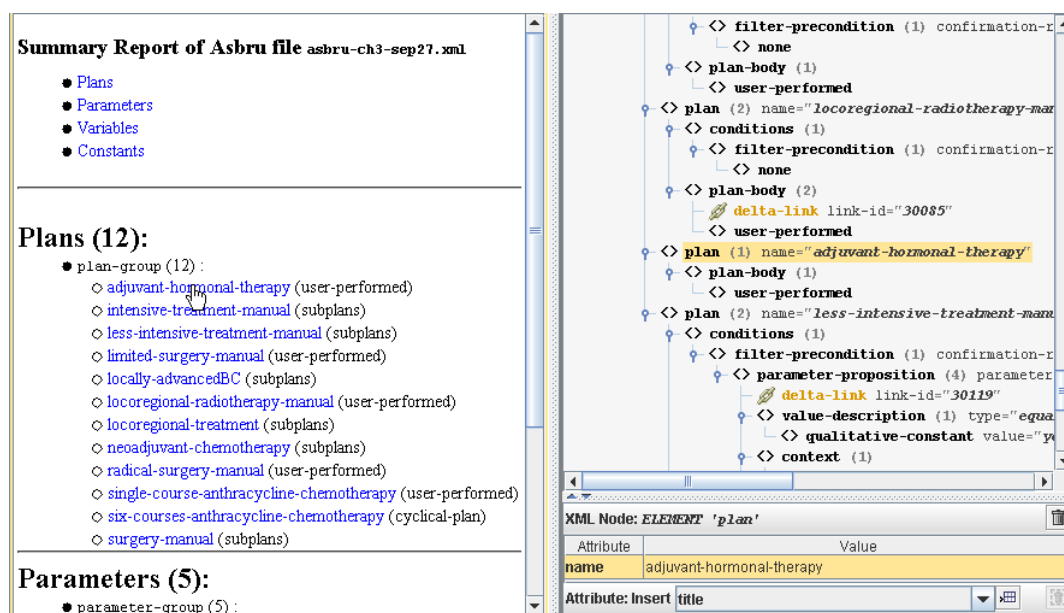 Summary Report of Asbru file asbru-ch3-sep27.xml
Plans
Parameters
Variables
Constants
Plans (12):
plan-group (12) :
adjuvant-hormonal-therapy (user-performed)
intensive-treatment-manual (subplans)
less-intensive-treatment-manual (subplans)
limited-surgery-manual (user-performed)
locally-advancedBC (subplans)
locoregional-radiotherapy-manual (user-performed)
locoregional-treatment (subplans)
neoadjuvant-chemotherapy (subplans)
radical-surgery-manual (user-performed)
single-course-anthracycline-chemotherapy (user-performed)
six-courses-anthracycline-chemotherapy (cyclical-plan)
surgery-manual (subplans)
Parameters (5):
parameter-group (5) :
<> filter-precondition (1) confirmation-r
<> none
<> plan-body (1)
<> user-performed
<> plan (2) name="locoregional-radiotherapy-man
<> conditions (1)
<> filter-precondition (1) confirmation-r
<> none
<> plan-body (2)
delta-link link-id="30085"
<> user-performed
<> plan (1) name="adjuvant-hormonal-therapy"
<> plan-body (1)
<> user-performed
<> plan (2) name="less-intensive-treatment-manu
<> conditions (1)
<> filter-precondition (1) confirmation-r
<> parameter-proposition (4) parameter
delta-link link-id="30119"
<> value-description (1) type="equa
<> qualitative-constant value="ye
<> context (1)
XML Node: ELEMENT 'plan'
Attribute Value
name adjuvant-hormonal-therapy
Attribute: Insert title